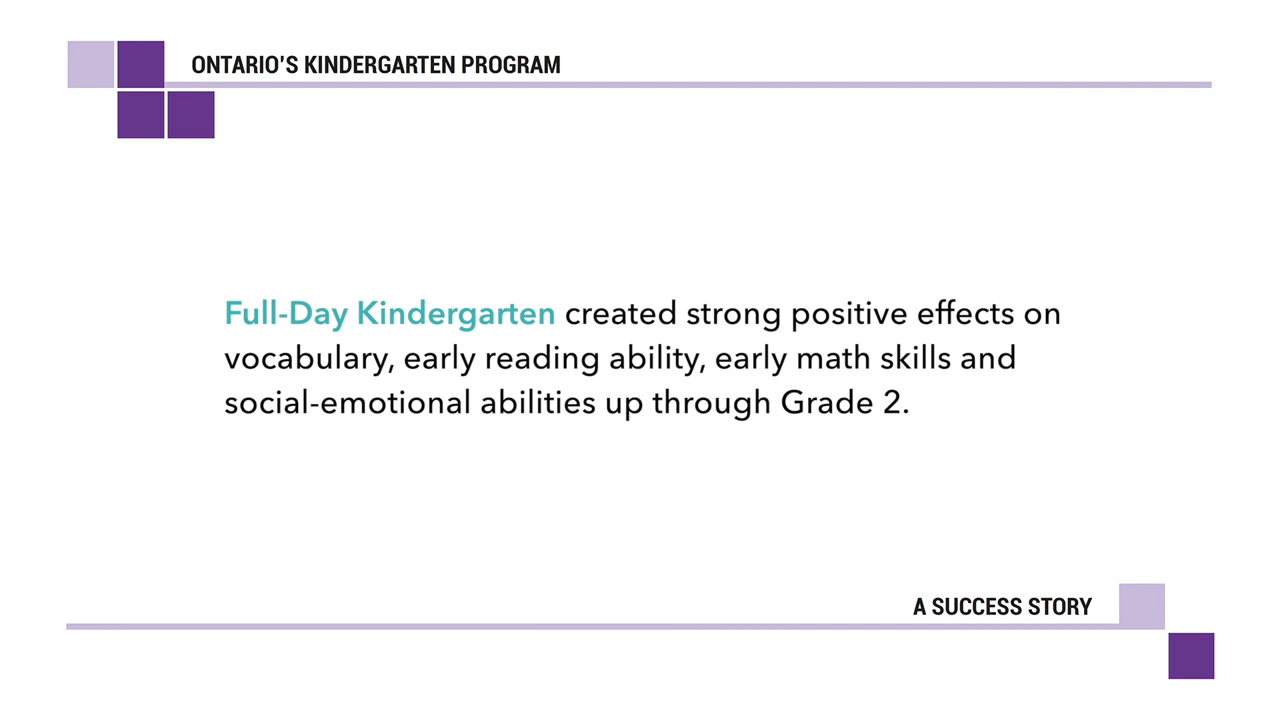 ONTARIO'S KINDERGARTEN PROGRAM
Full-Day Kindergarten created strong positive effects on
vocabulary, early reading ability, early math skills and
social-emotional abilities up through Grade 2.
A SUCCESS STORY